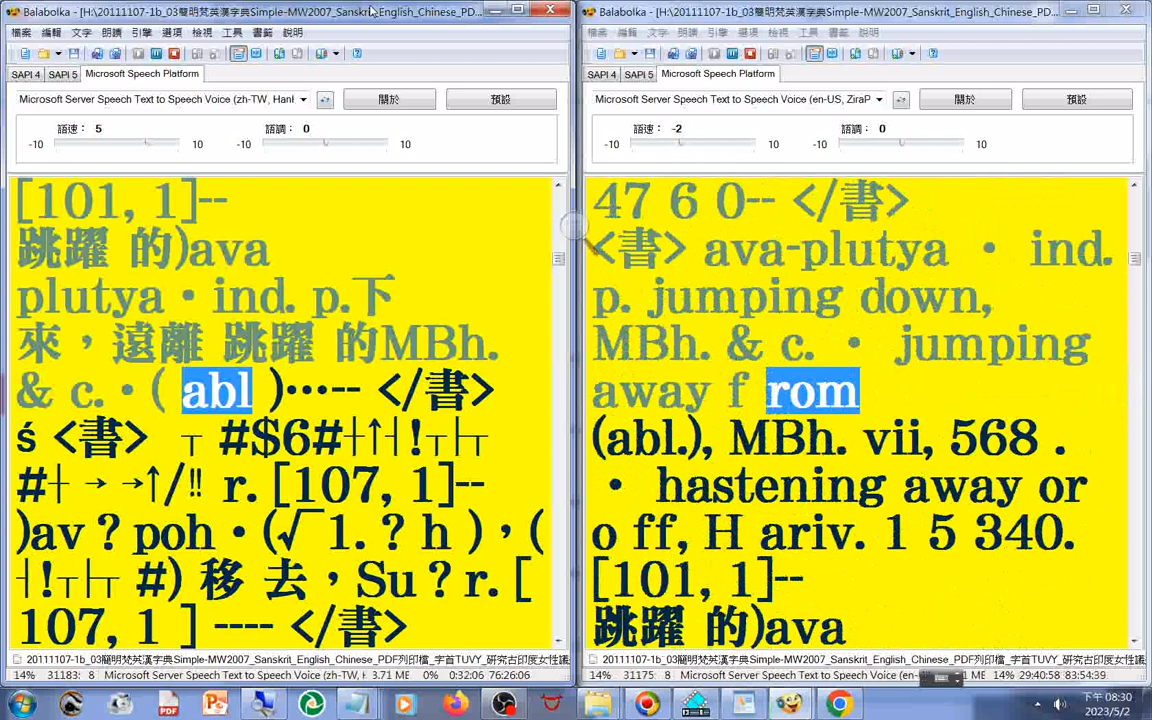 Balabolka - [H:\20111107-1b_03簡明梵英漢字典Simple-MW2007_Sanskrit_English_Chinese_PD...
檔案 編輯 文字 朗讀 引擎 選項 檢視 工具 書籤 說明
SAPI 4 SAPI 5 Microsoft Speech Platform
Microsoft Server Speech Text to Speech Voice (zh-TW, Hanl 關於 預設
語速： 5 語調： 0
-10 10 -10 10
[101, 1]--
跳躍 的)ava
plutya‧ind. p.下
來，遠離 跳躍 的MBh.
& c.‧( abl )…-- </書>
ś <書> ┬ #$6#┼↑┤!┬├┬
#┼→→↑/‼ r. [107, 1]--
)av？poh‧(√ 1.？h )，(
┤!┬├┬ #) 移 去，Su？r. [
107, 1 ] ---- </書>
20111107-1b_03簡明梵英漢字典Simple-MW2007_Sanskrit_English_Chinese_PDF列印檔_字首TUVY_研究古印度女性議
14% 31183: 8 Microsoft Server Speech Text to Speech Voice (zh-TW, 3.71 MB 0% 0:32:06 76:26:06
Balabolka - [H:\20111107-1b_03簡明梵英漢字典Simple-MW2007_Sanskrit_English_Chinese_PD...
檔案 編輯 文字 朗讀 引擎 選項 檢視 工具 書籤 說明
SAPI 4 SAPI 5 Microsoft Speech Platform
Microsoft Server Speech Text to Speech Voice (en-US, ZiraP 關於 預設
語速： -2 語調： 0
-10 10 -10 10
47 6 0-- </書>
<書> ava-plutya ‧ ind.
p. jumping down,
MBh. & c. ‧ jumping
away f rom
(abl.), MBh. vii, 568 .
‧ hastening away or
o ff, H ariv. 1 5 340.
[101, 1]--
跳躍 的)ava
20111107-1b_03簡明梵英漢字典Simple-MW2007_Sanskrit_English_Chinese_PDF列印檔_字首TUVY_研究古印度女性議
14% 31175: 8 Microsoft Server Speech Text to Speech Voice 14% 29:40:58 83:54:39
下午 08:30
2023/5/2